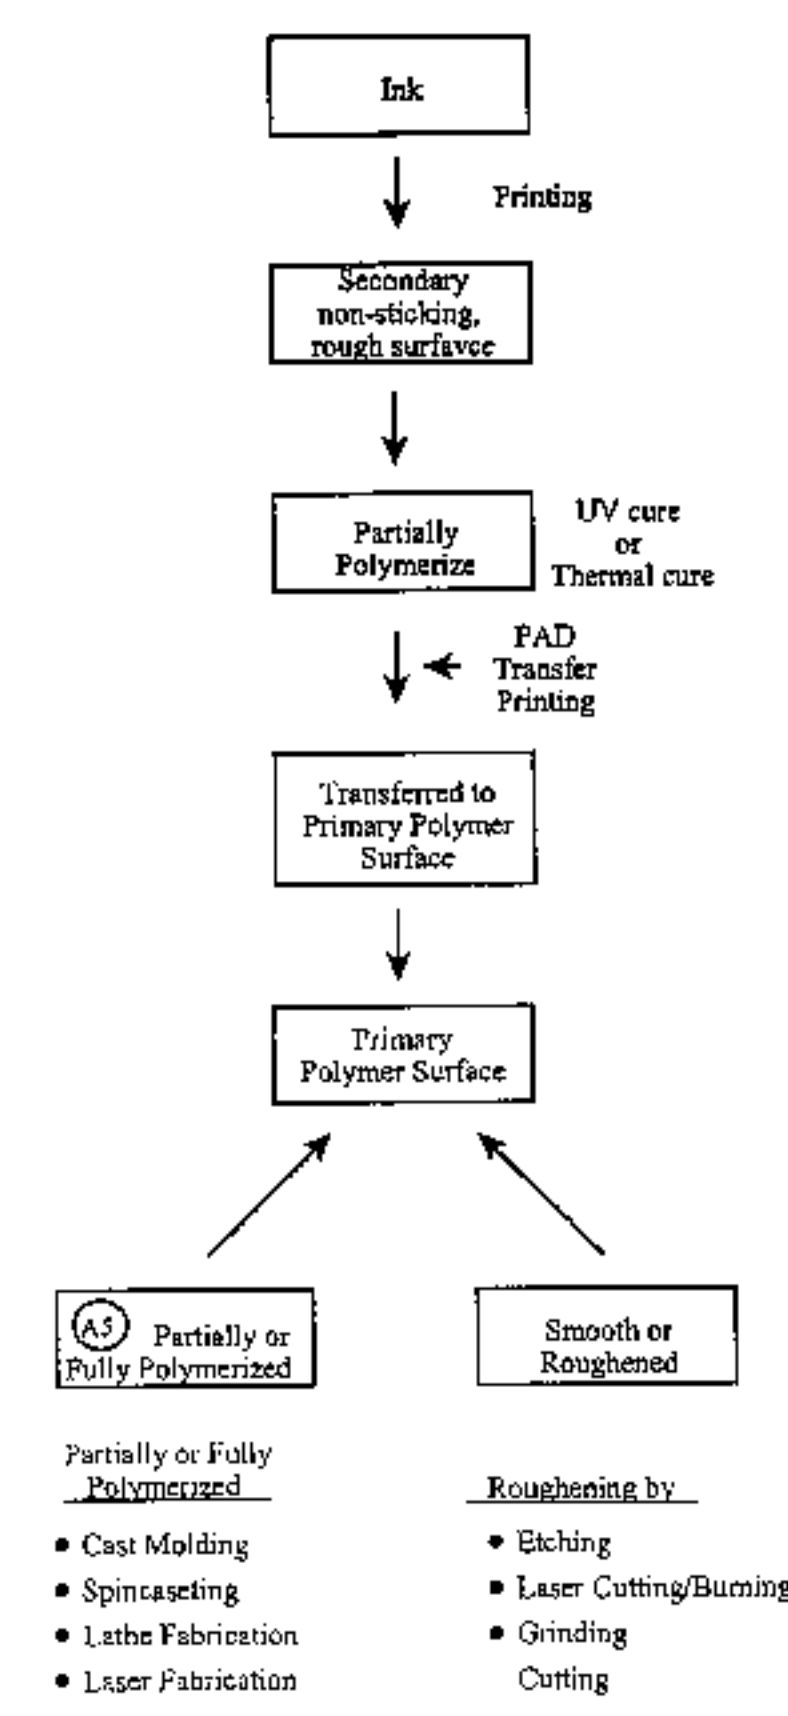 Ink
Printing
Secondary
non-sticking,
rough surfavce
Partially
Polymerize
UV cure
or
Thermal cure
PAD
Transfer
Printing
Transferred to
Primary Polymer
Surface
Primary
Polymer Surface
A5 Partially or
Fully Polymerized
Smooth or
Roughened
Partially or Fully
Polymerized
• Cast Molding
• Spincaseting
• Lathe Fabrication
• Laser Fabrication
Roughening by
• Etching
• Laser Cutting/Burning
• Grinding
Cutting